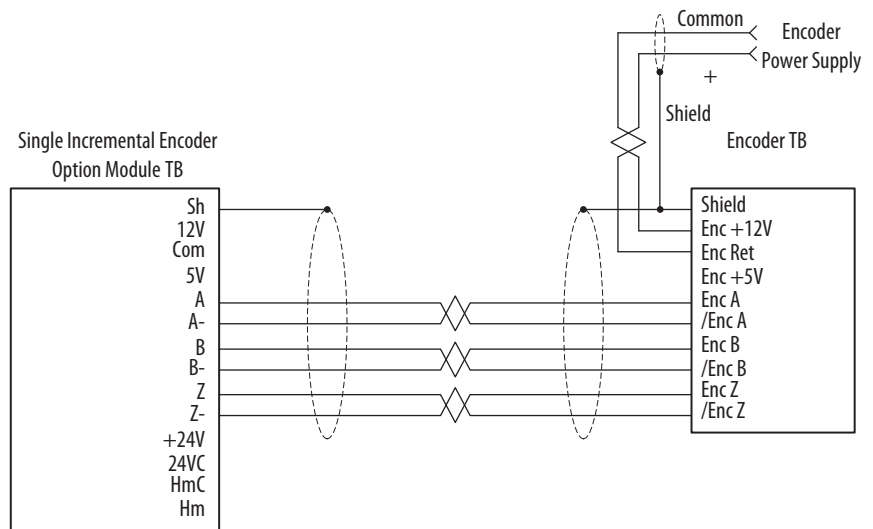 Common
Encoder
Power Supply
+
Shield
Single Incremental Encoder
Option Module TB
Encoder TB
Sh
12V
Com
5V
A
A-
B
B-
Z
Z-
+24V
24VC
HmC
Hm
Shield
Enc +12V
Enc Ret
Enc +5V
Enc A
/Enc A
Enc B
/Enc B
Enc Z
/Enc Z